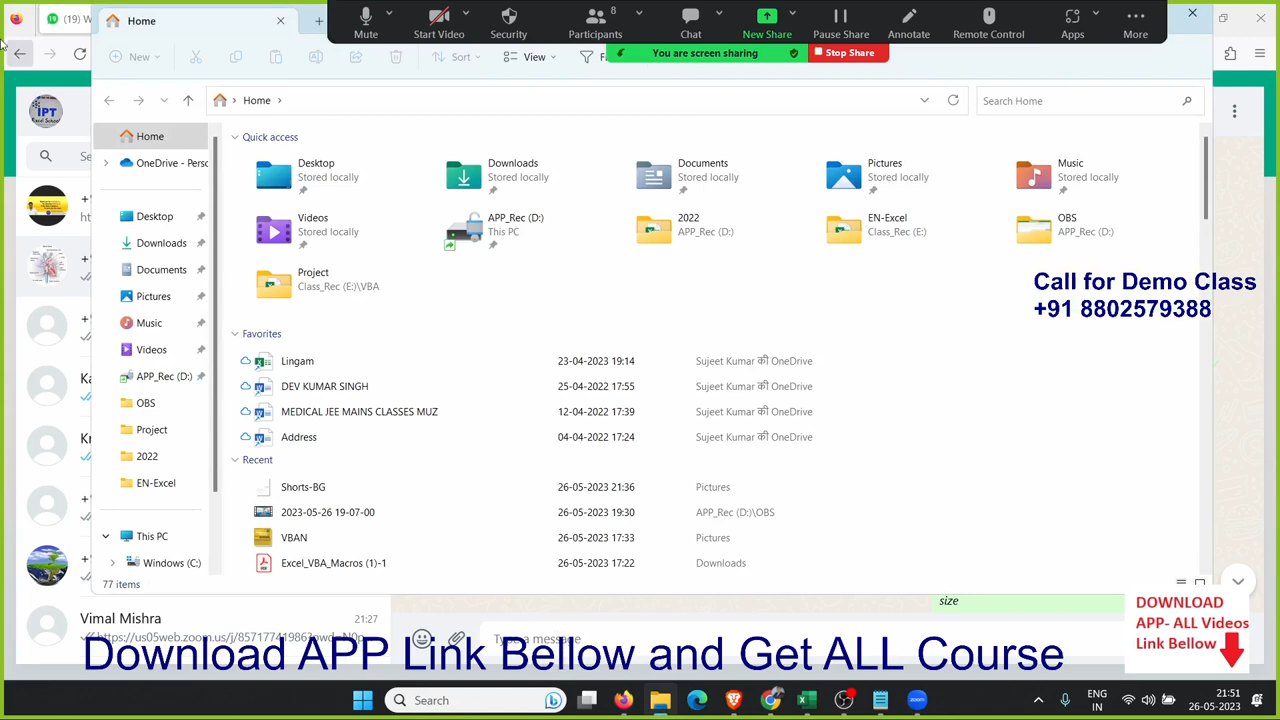 (19) W
Home
Mute
Start Video
Security
Participants
8
Chat
New Share
Pause Share
Annotate
Remote Control
Apps
More
You are screen sharing
Stop Share
New
Sort
View
Home
Search Home
IPT
Excel School
Home
OneDrive - Persc
Desktop
Downloads
Documents
Pictures
Music
Videos
APP_Rec (D:)
OBS
Project
2022
EN-Excel
This PC
Windows (C:)
77 items
Quick access
Desktop
Stored locally
Downloads
Stored locally
Documents
Stored locally
Pictures
Stored locally
Music
Stored locally
Videos
Stored locally
APP_Rec (D:)
This PC
2022
APP_Rec (D:)
EN-Excel
Class_Rec (E:)
OBS
APP_Rec (D:)
Project
Class_Rec (E:)\VBA
Call for Demo Class
+91 8802579388
Favorites
Lingam 23-04-2023 19:14 Sujeet Kumar की OneDrive
DEV KUMAR SINGH 25-04-2022 17:55 Sujeet Kumar की OneDrive
MEDICAL JEE MAINS CLASSES MUZ 12-04-2022 17:39 Sujeet Kumar की OneDrive
Address 04-04-2022 17:24 Sujeet Kumar की OneDrive
Recent
Shorts-BG 26-05-2023 21:36 Pictures
2023-05-26 19-07-00 26-05-2023 19:30 APP_Rec (D:)\OBS
VBAN 26-05-2023 17:33 Pictures
Excel_VBA_Macros (1)-1 26-05-2023 17:22 Downloads
size
Vimal Mishra 21:27
Type a message
DOWNLOAD
APP- ALL Videos
Link Bellow
Download APP Link Bellow and Get ALL Course
Search
zoom
ENG
IN
21:51
26-05-2023